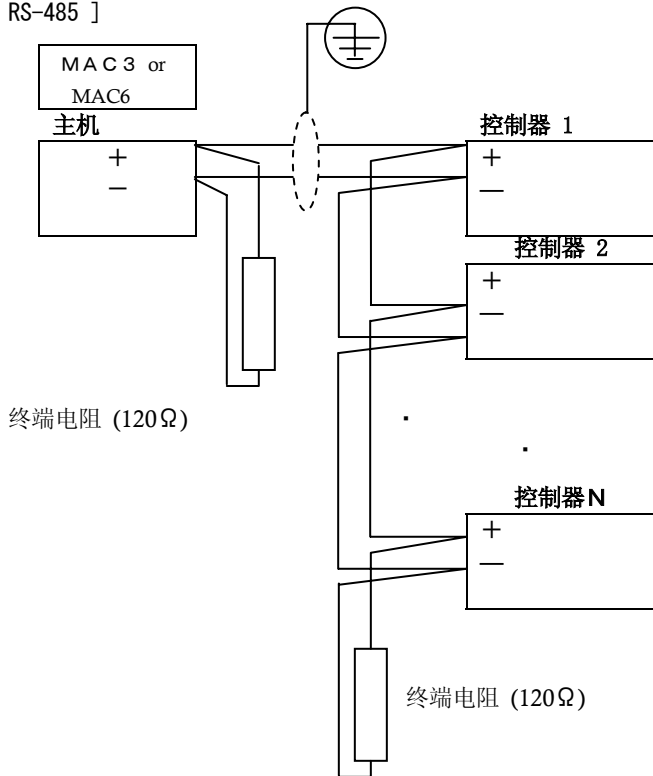 RS-485 ]
ＭＡＣ３ or
MAC6
主机
＋
－
控制器 1
＋
－
控制器 2
＋
－
终端电阻 (120Ω)
控制器Ｎ
＋
－
终端电阻 (120Ω)